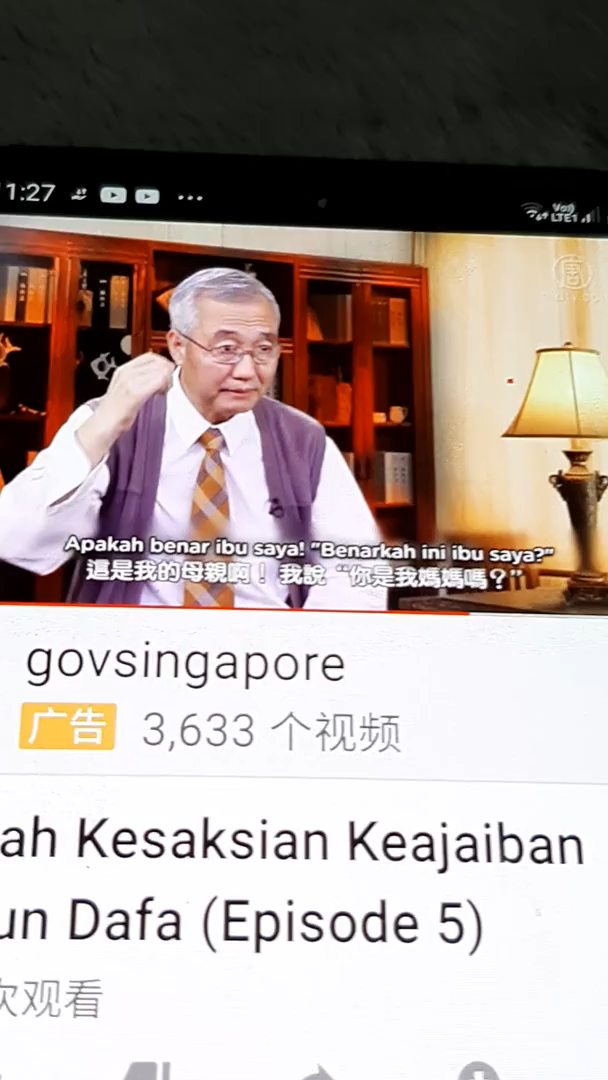 1:27
LTE1
唐
Apakah benar ibu saya! "Benarkah ini ibu saya?"
這是我的母親啊！ 我說 “你是我媽媽嗎？”
govsingapore
广告 3,633 个视频
ah Kesaksian Keajaiban
un Dafa (Episode 5)
次观看